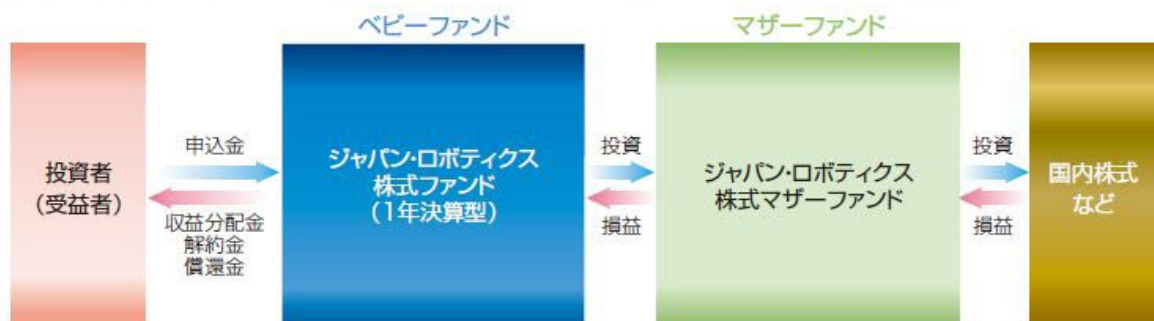 ベビーファンド
マザーファンド
投資者
(受益者)
申込金
収益分配金
解約金
償還金
ジャパン・ロボティクス
株式ファンド
(1年決算型)
投資
損益
ジャパン・ロボティクス
株式マザーファンド
投資
損益
国内株式
など